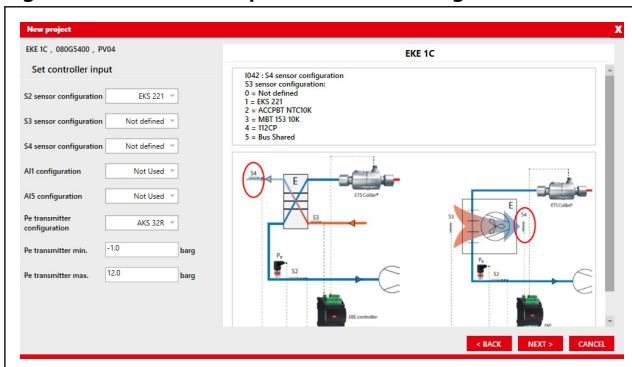 New project
X
EKE 1C , 080G5400 , PV04
Set controller input
S2 sensor configuration EKS 221
S3 sensor configuration Not defined
S4 sensor configuration Not defined
AI1 configuration Not Used
AI5 configuration Not Used
Pe transmitter
configuration AKS 32R
Pe transmitter min. -1.0 barg
Pe transmitter max. 12.0 barg
EKE 1C
I042 : S4 sensor configuration
S3 sensor configuration:
0 = Not defined
1 = EKS 221
2 = ACCPBT NTC10K
3 = MBT 153 10K
4 = 112CP
5 = Bus Shared
S4
E
ETS Colibri®
S3
Pe
S2
EKE controller
ETS Colibri®
E
S3
S4
Pe
S2
< BACK
NEXT >
CANCEL